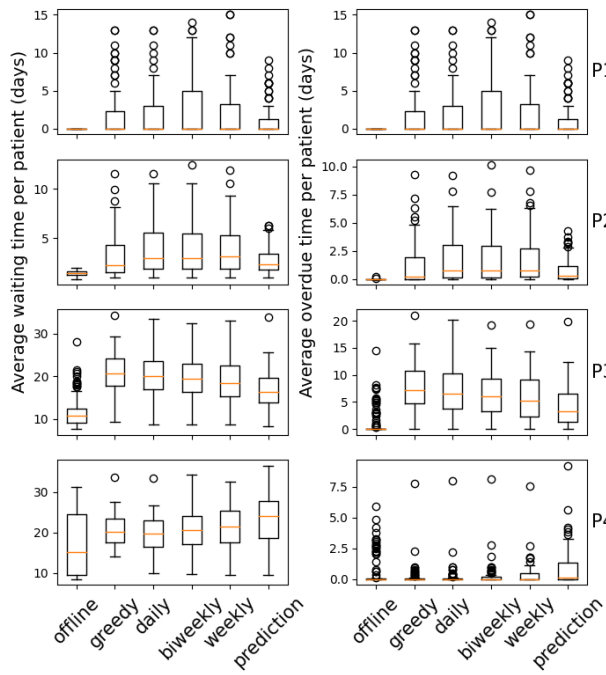 Average waiting time per patient (days)
Average overdue time per patient (days)
15
10
5
0
15
10
5
0
P1
10
5
10.0
7.5
5.0
2.5
0.0
P2
30
20
10
20
15
10
5
0
P3
30
20
10
7.5
5.0
2.5
0.0
P4
offline
greedy
daily
biweekly
weekly
prediction
offline
greedy
daily
biweekly
weekly
prediction